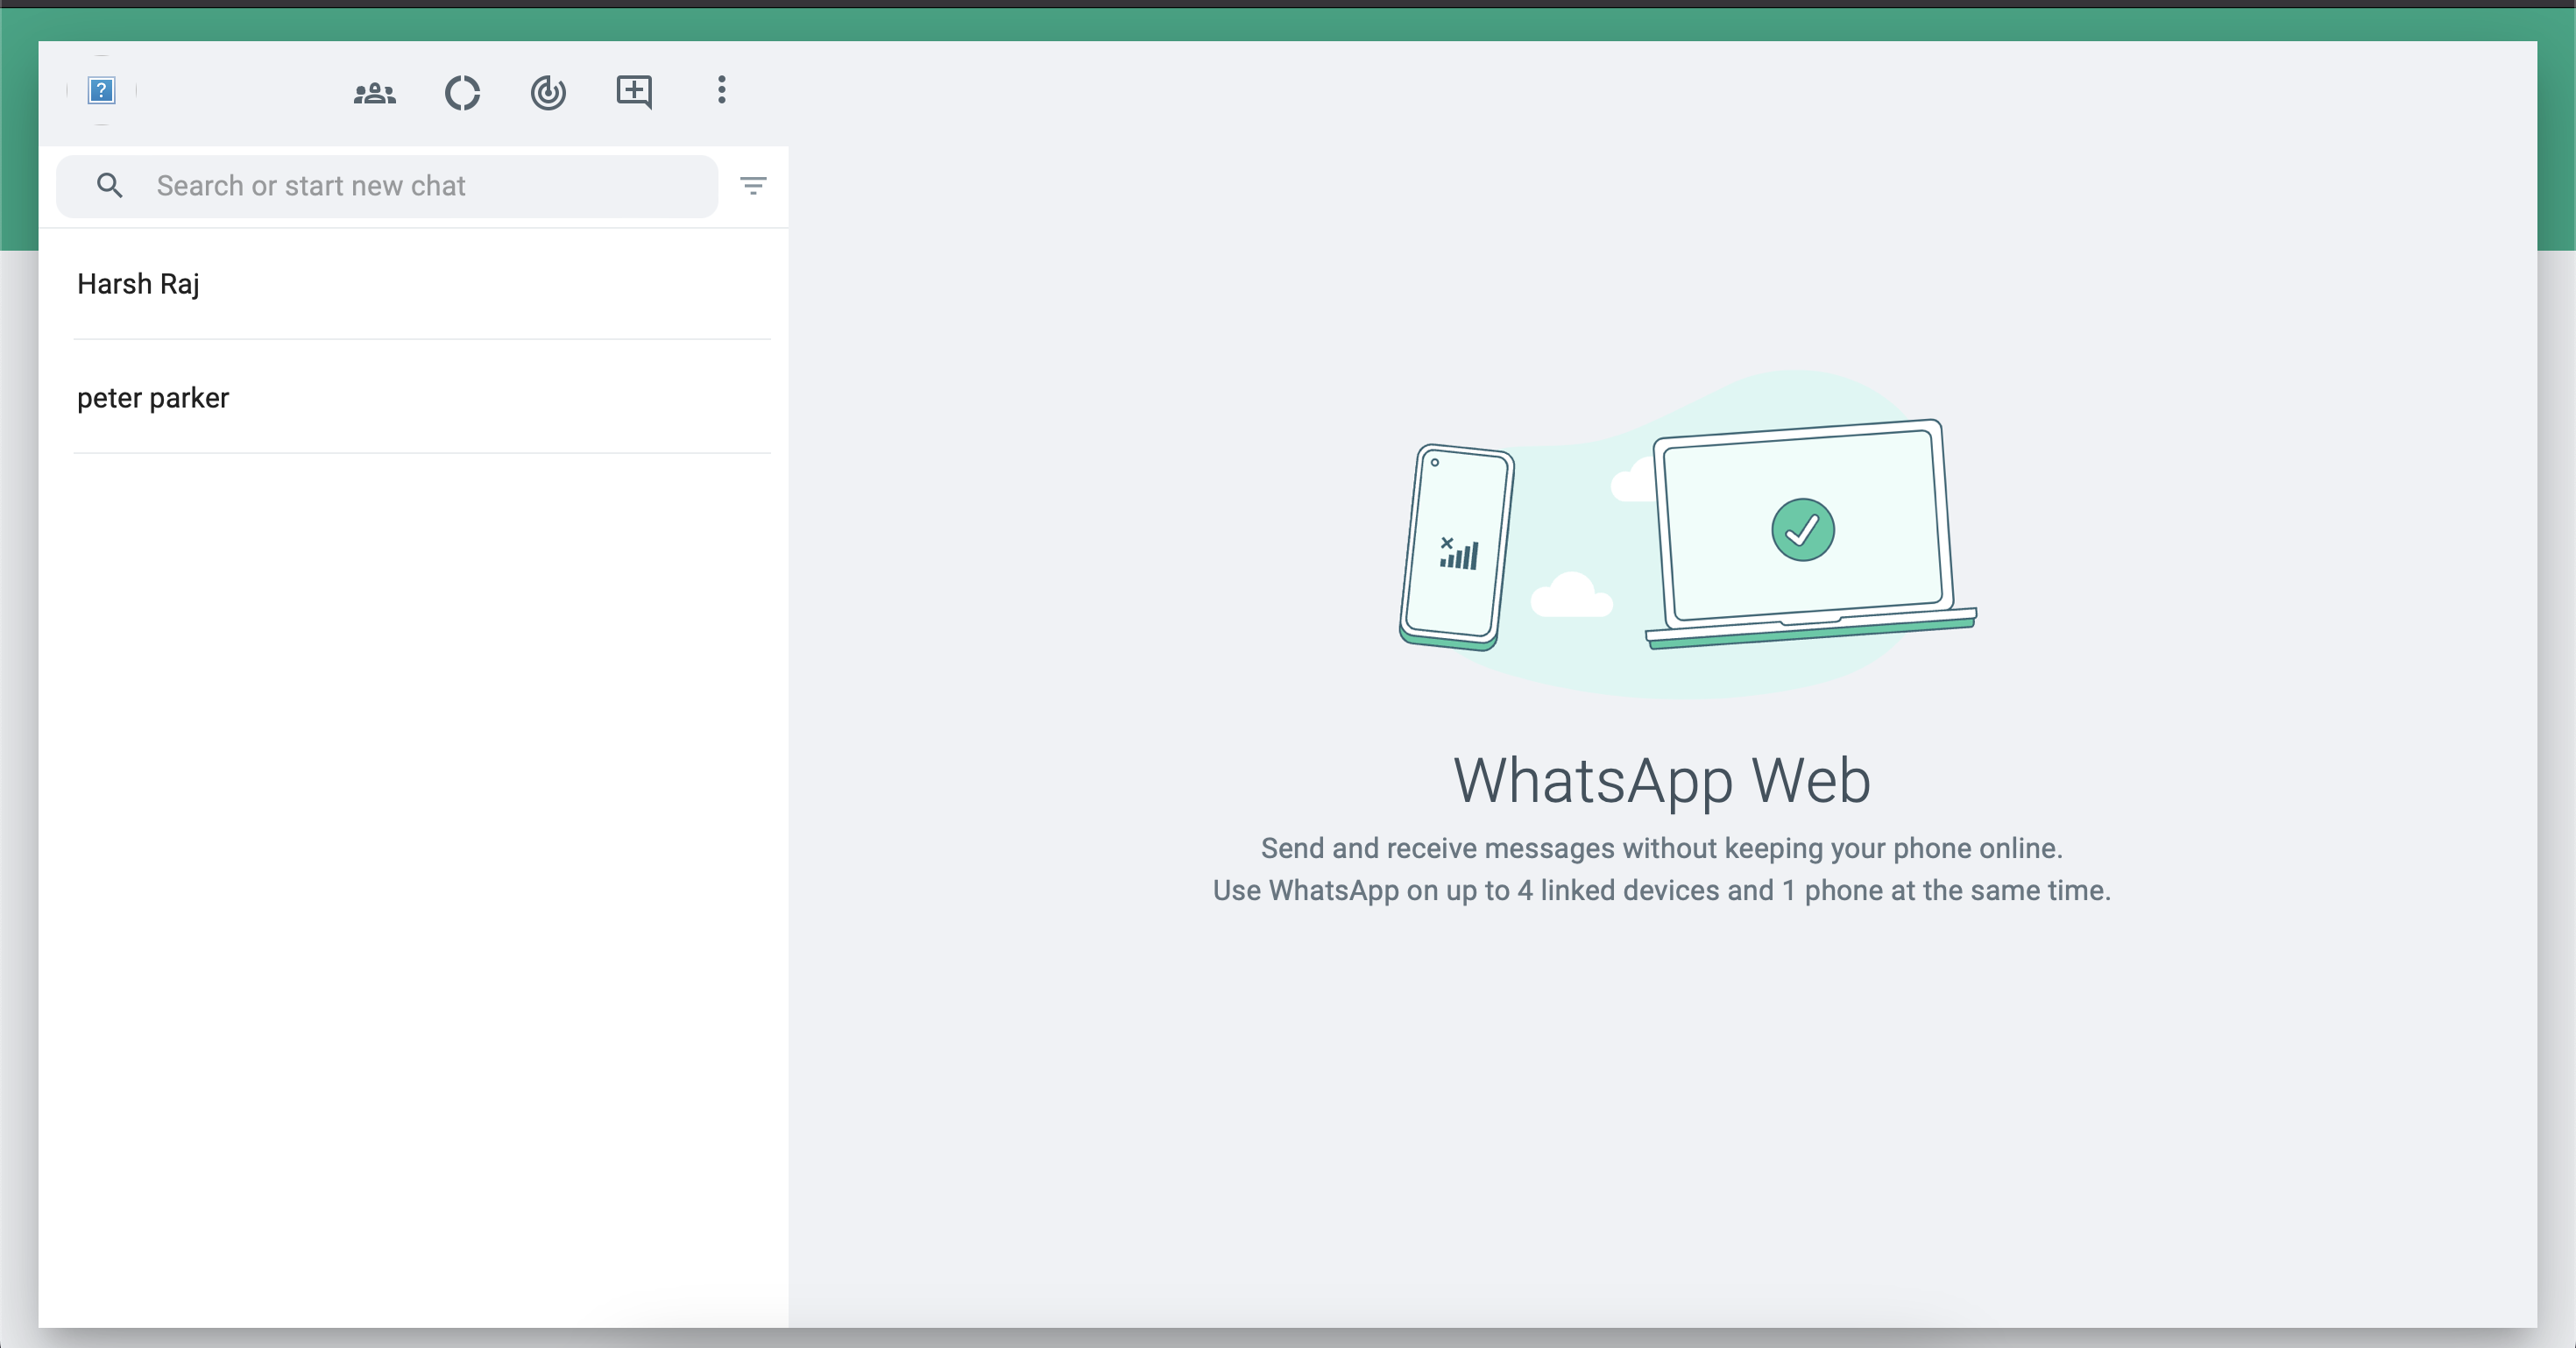 Search or start new chat
Harsh Raj
peter parker
WhatsApp Web
Send and receive messages without keeping your phone online.
Use WhatsApp on up to 4 linked devices and 1 phone at the same time.